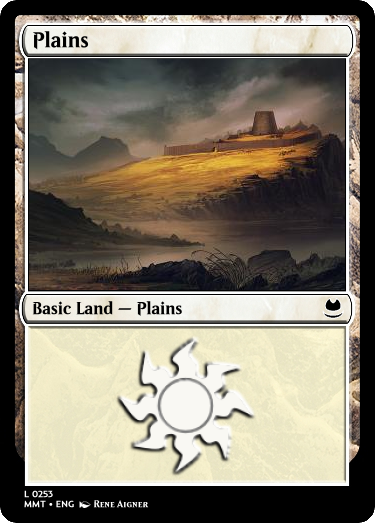 Plains
Basic Land — Plains
L 0253
MMT • ENG Rene Aigner